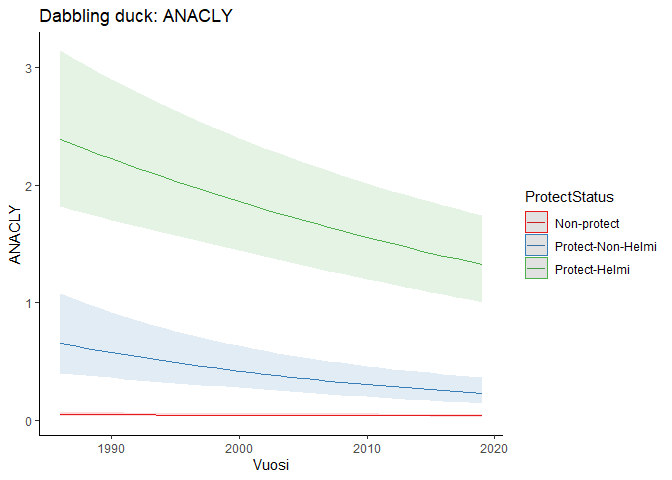 Dabbling duck: ANACLY
3
2
1
0
ANACLY
1990
2000
2010
2020
Vuosi
ProtectStatus
Non-protect
Protect-Non-Helmi
Protect-Helmi